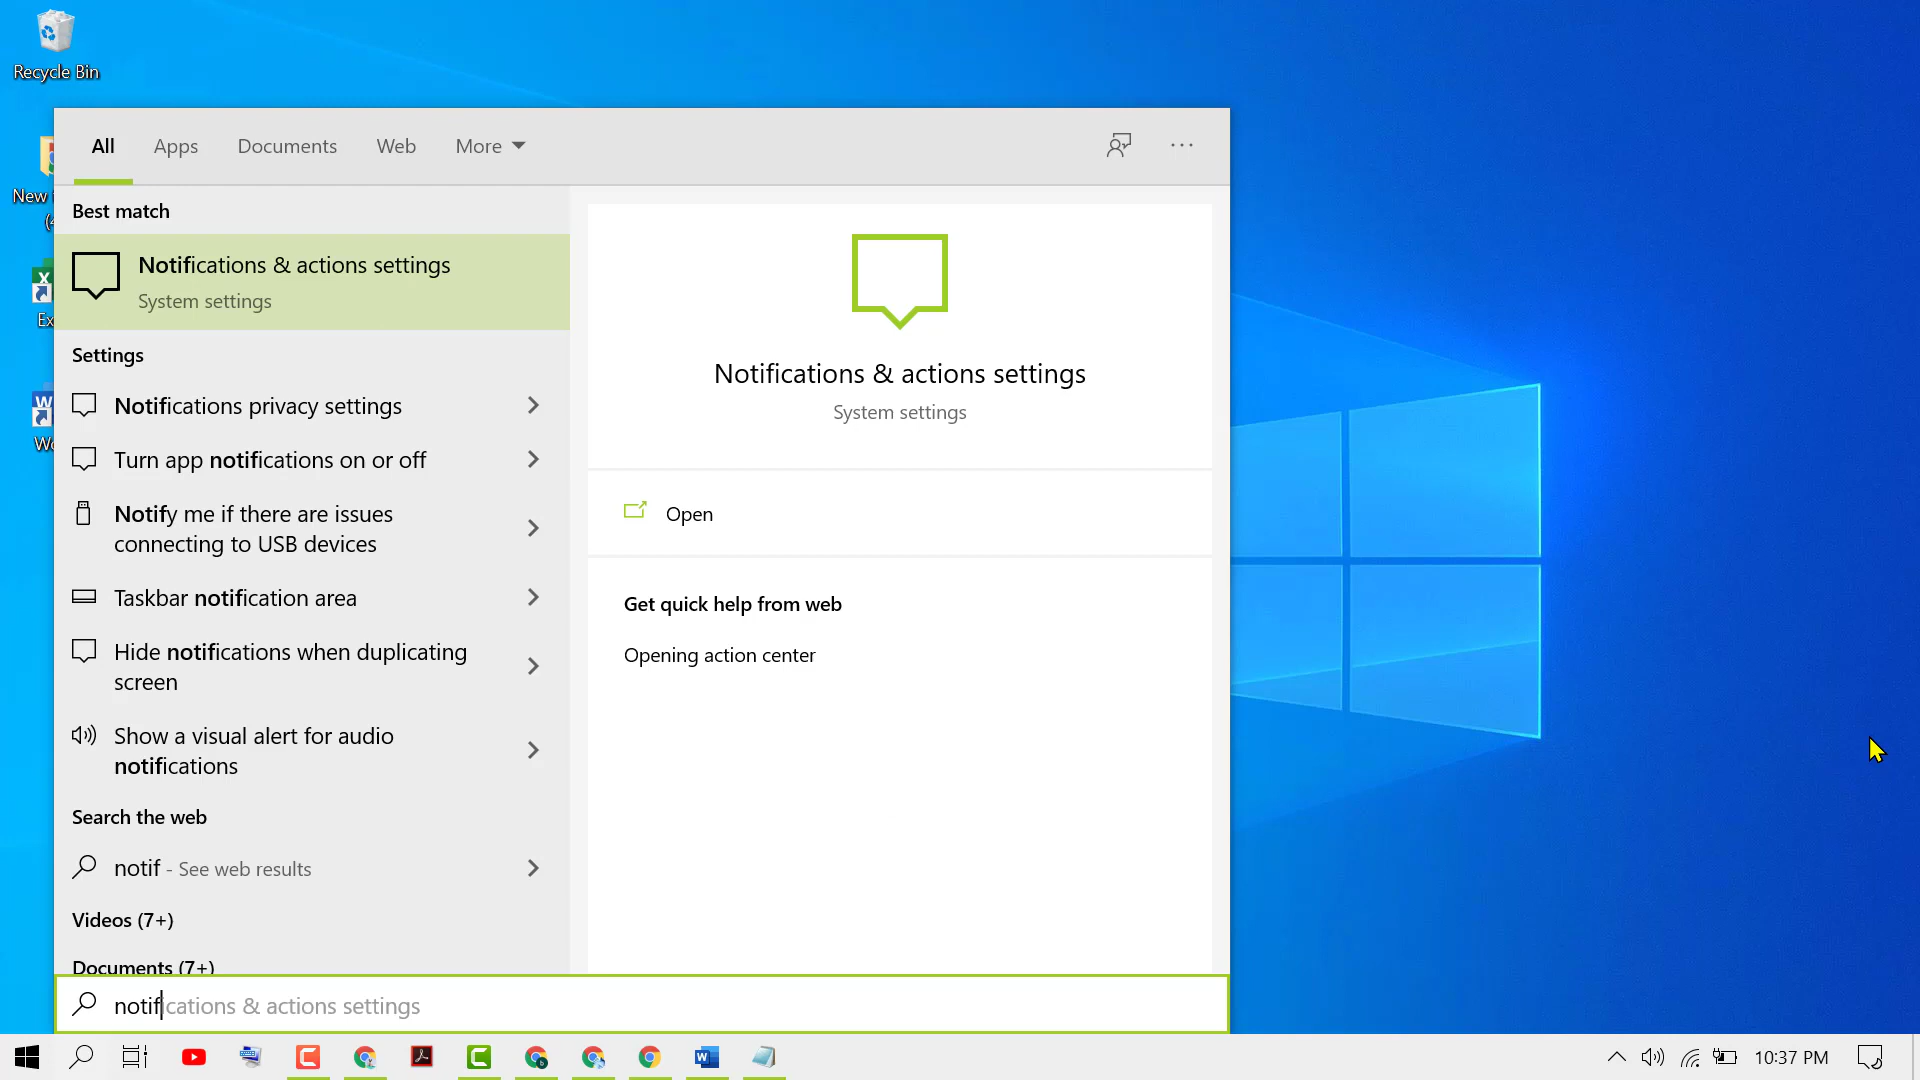 Recycle Bin
New
Ex
Wo
All
Apps
Documents
Web
More
Best match
Notifications & actions settings
System settings
Settings
Notifications privacy settings
Turn app notifications on or off
Notify me if there are issues
connecting to USB devices
Taskbar notification area
Hide notifications when duplicating
screen
Show a visual alert for audio
notifications
Search the web
notif - See web results
Videos (7+)
Documents (7+)
Notifications & actions settings
System settings
Open
Get quick help from web
Opening action center
notifications & actions settings
10:37 PM